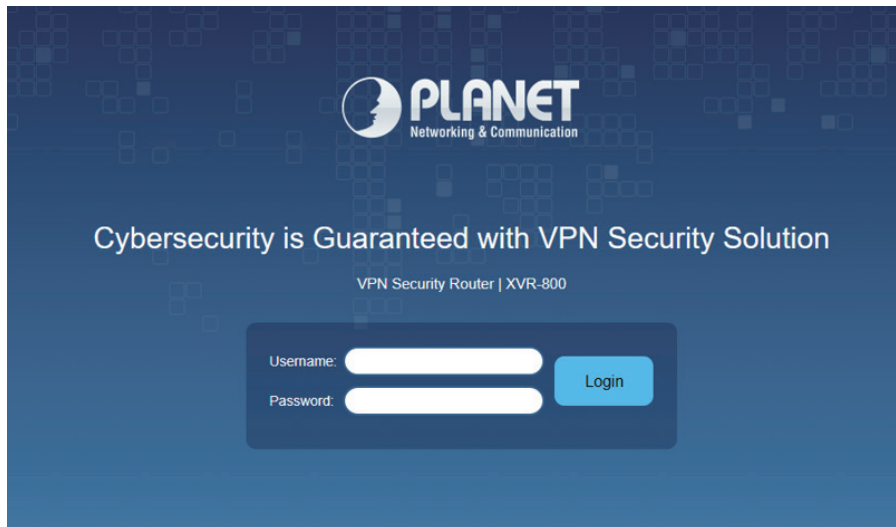 PLANET
Networking & Communication
Cybersecurity is Guaranteed with VPN Security Solution
VPN Security Router | XVR-800
Username:
Password:
Login